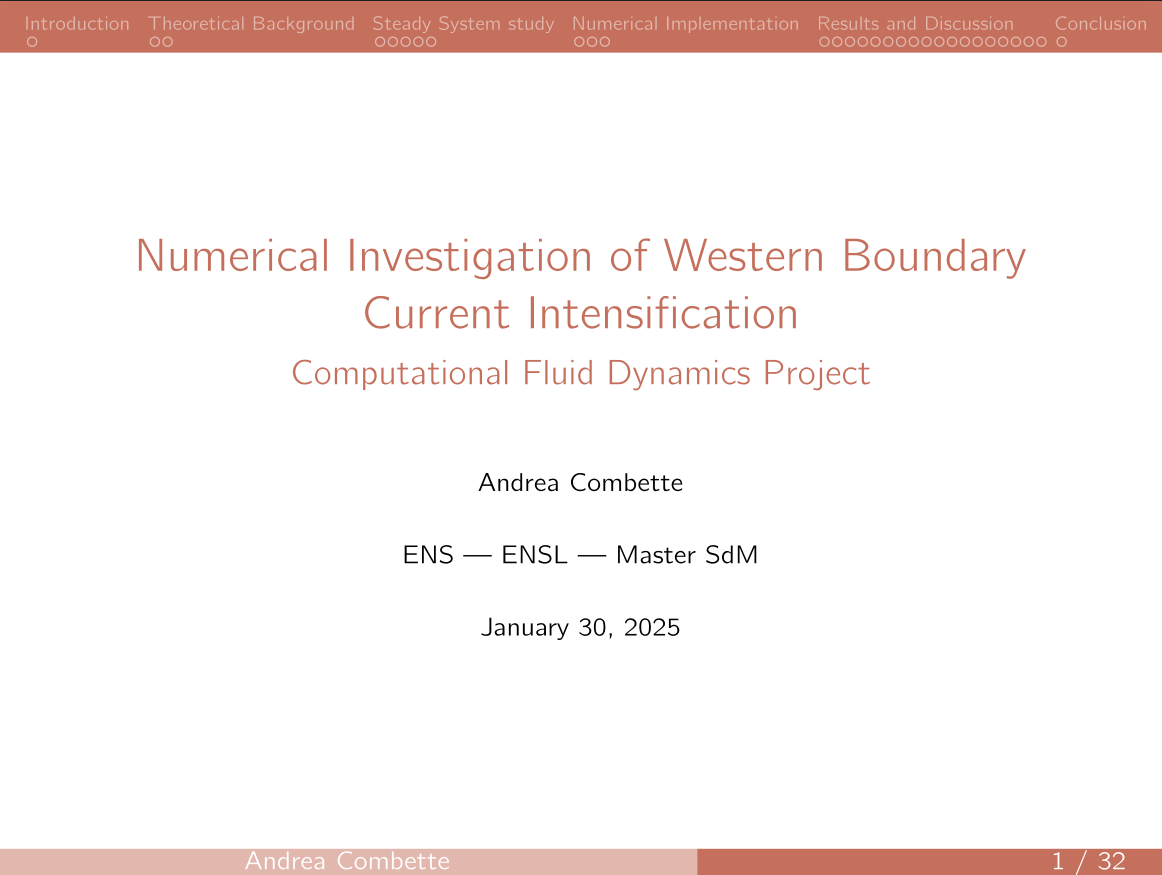 Introduction Theoretical Background Steady System study Numerical Implementation Results and Discussion Conclusion
Numerical Investigation of Western Boundary
Current Intensification
Computational Fluid Dynamics Project
Andrea Combette
ENS — ENSL — Master SdM
January 30, 2025
Andrea Combette 1 / 32